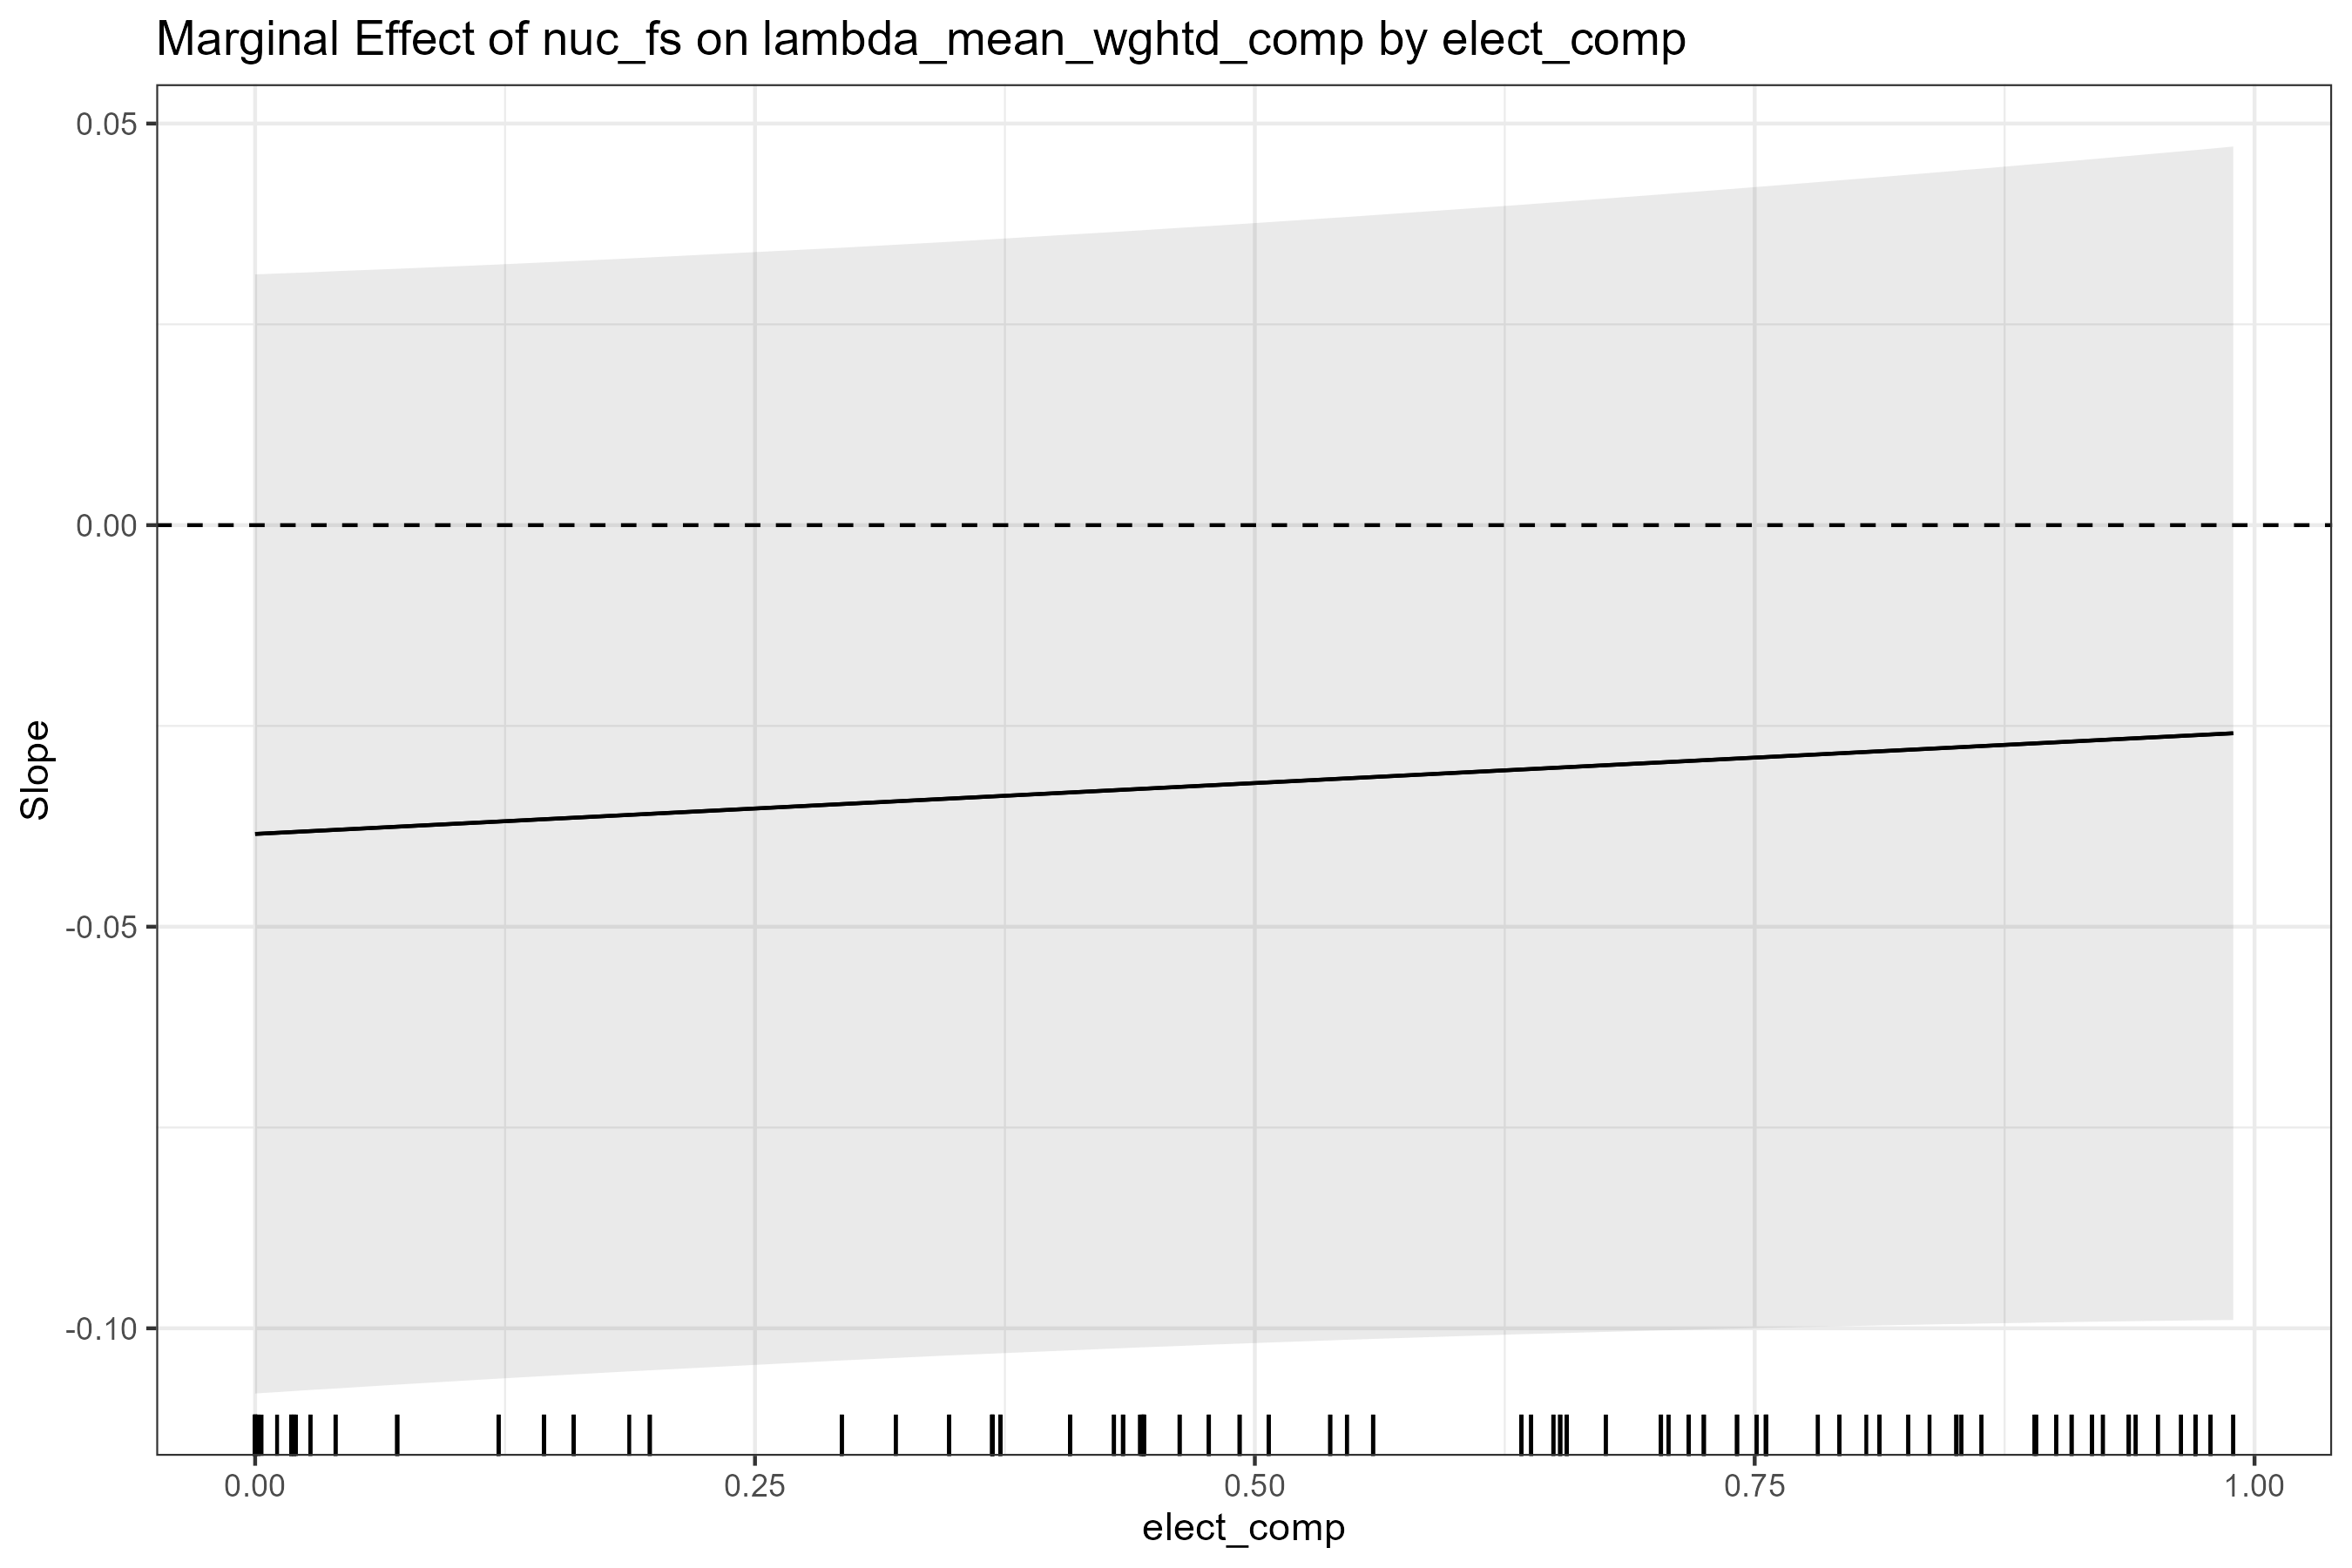 Marginal Effect of nuc_fs on lambda_mean_wghtd_comp by elect_comp
0.05
0.00
-0.05
-0.10
Slope
0.00 0.25 0.50 0.75 1.00
elect_comp